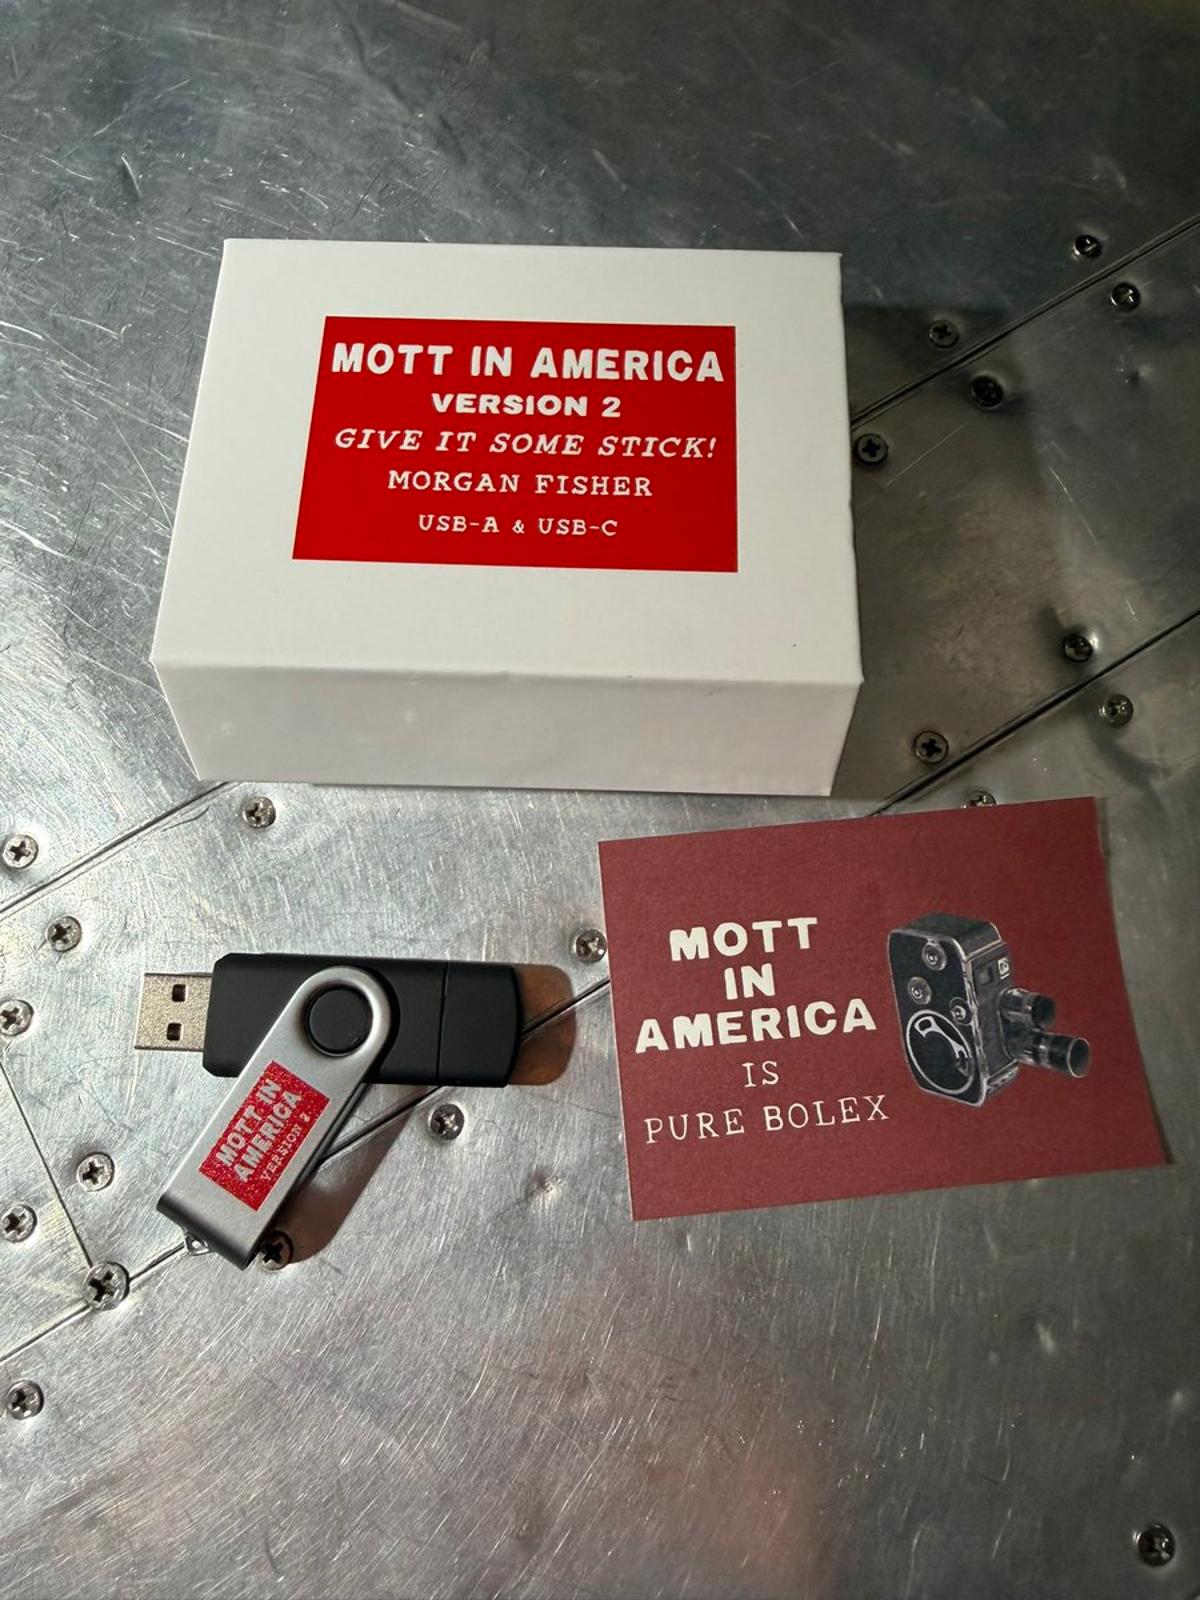 MOTT IN AMERICA
VERSION 2
GIVE IT SOME STICK!
MORGAN FISHER
USB-A & USB-C
MOTT IN
AMERICA
VERSION 2
MOTT
IN
AMERICA
IS
PURE BOLEX